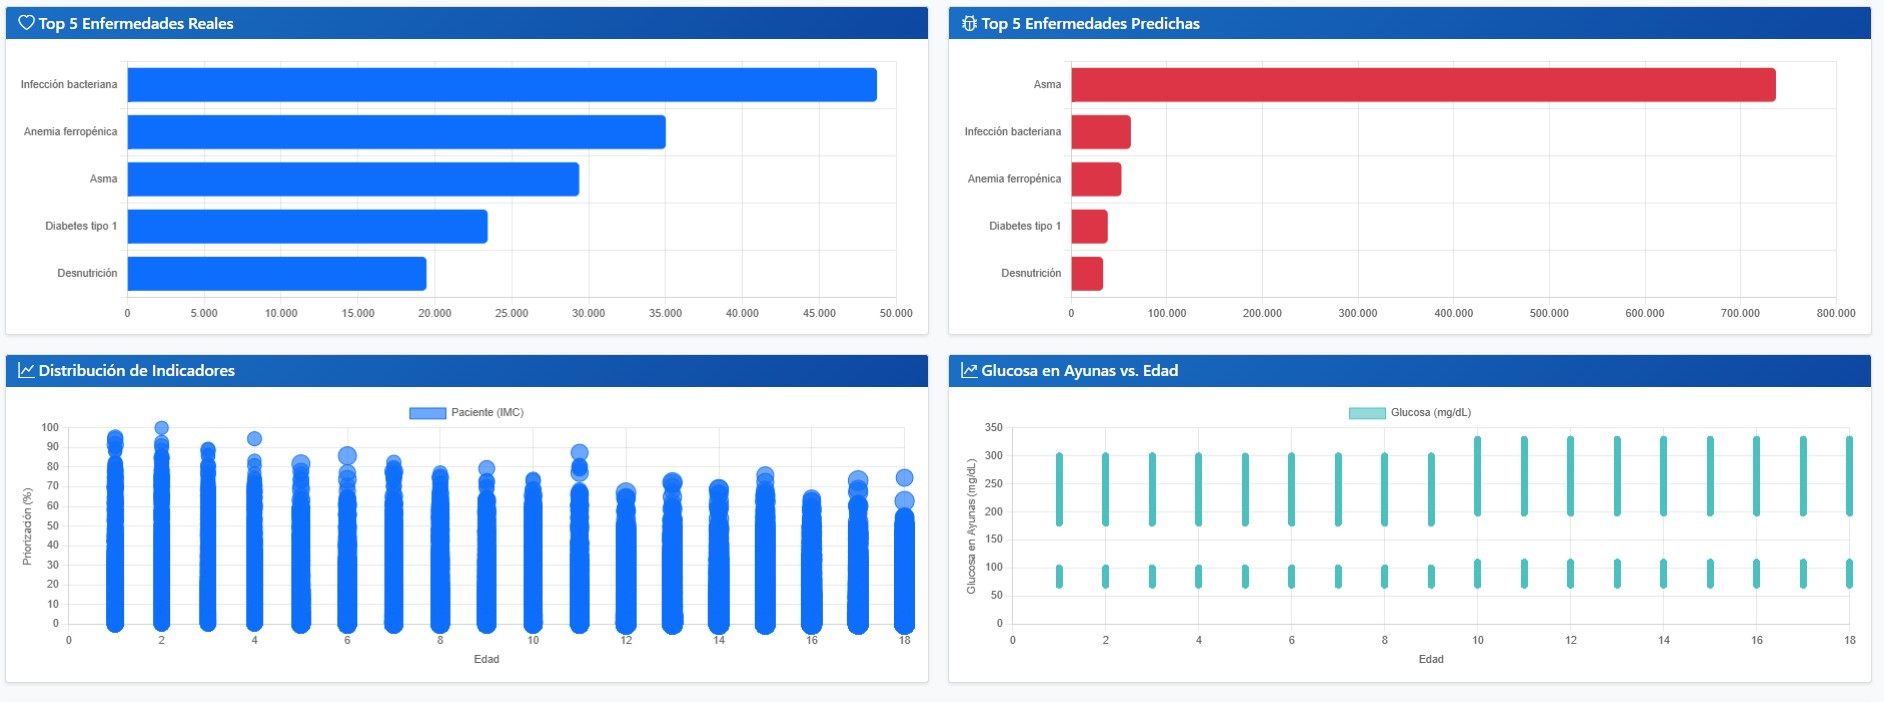 Top 5 Enfermedades Reales
Infección bacteriana
Anemia ferropénica
Asma
Diabetes tipo 1
Desnutrición
0 5.000 10.000 15.000 20.000 25.000 30.000 35.000 40.000 45.000 50.000
Top 5 Enfermedades Predichas
Asma
Infección bacteriana
Anemia ferropénica
Diabetes tipo 1
Desnutrición
0 100.000 200.000 300.000 400.000 500.000 600.000 700.000 800.000
Distribución de Indicadores
Paciente (IMC)
Priorización (%)
100
90
80
70
60
50
40
30
20
10
0
0 2 4 6 8 10 12 14 16 18
Edad
Glucosa en Ayunas vs. Edad
Glucosa (mg/dL)
Glucosa en Ayunas (mg/dL)
350
300
250
200
150
100
50
0
0 2 4 6 8 10 12 14 16 18
Edad